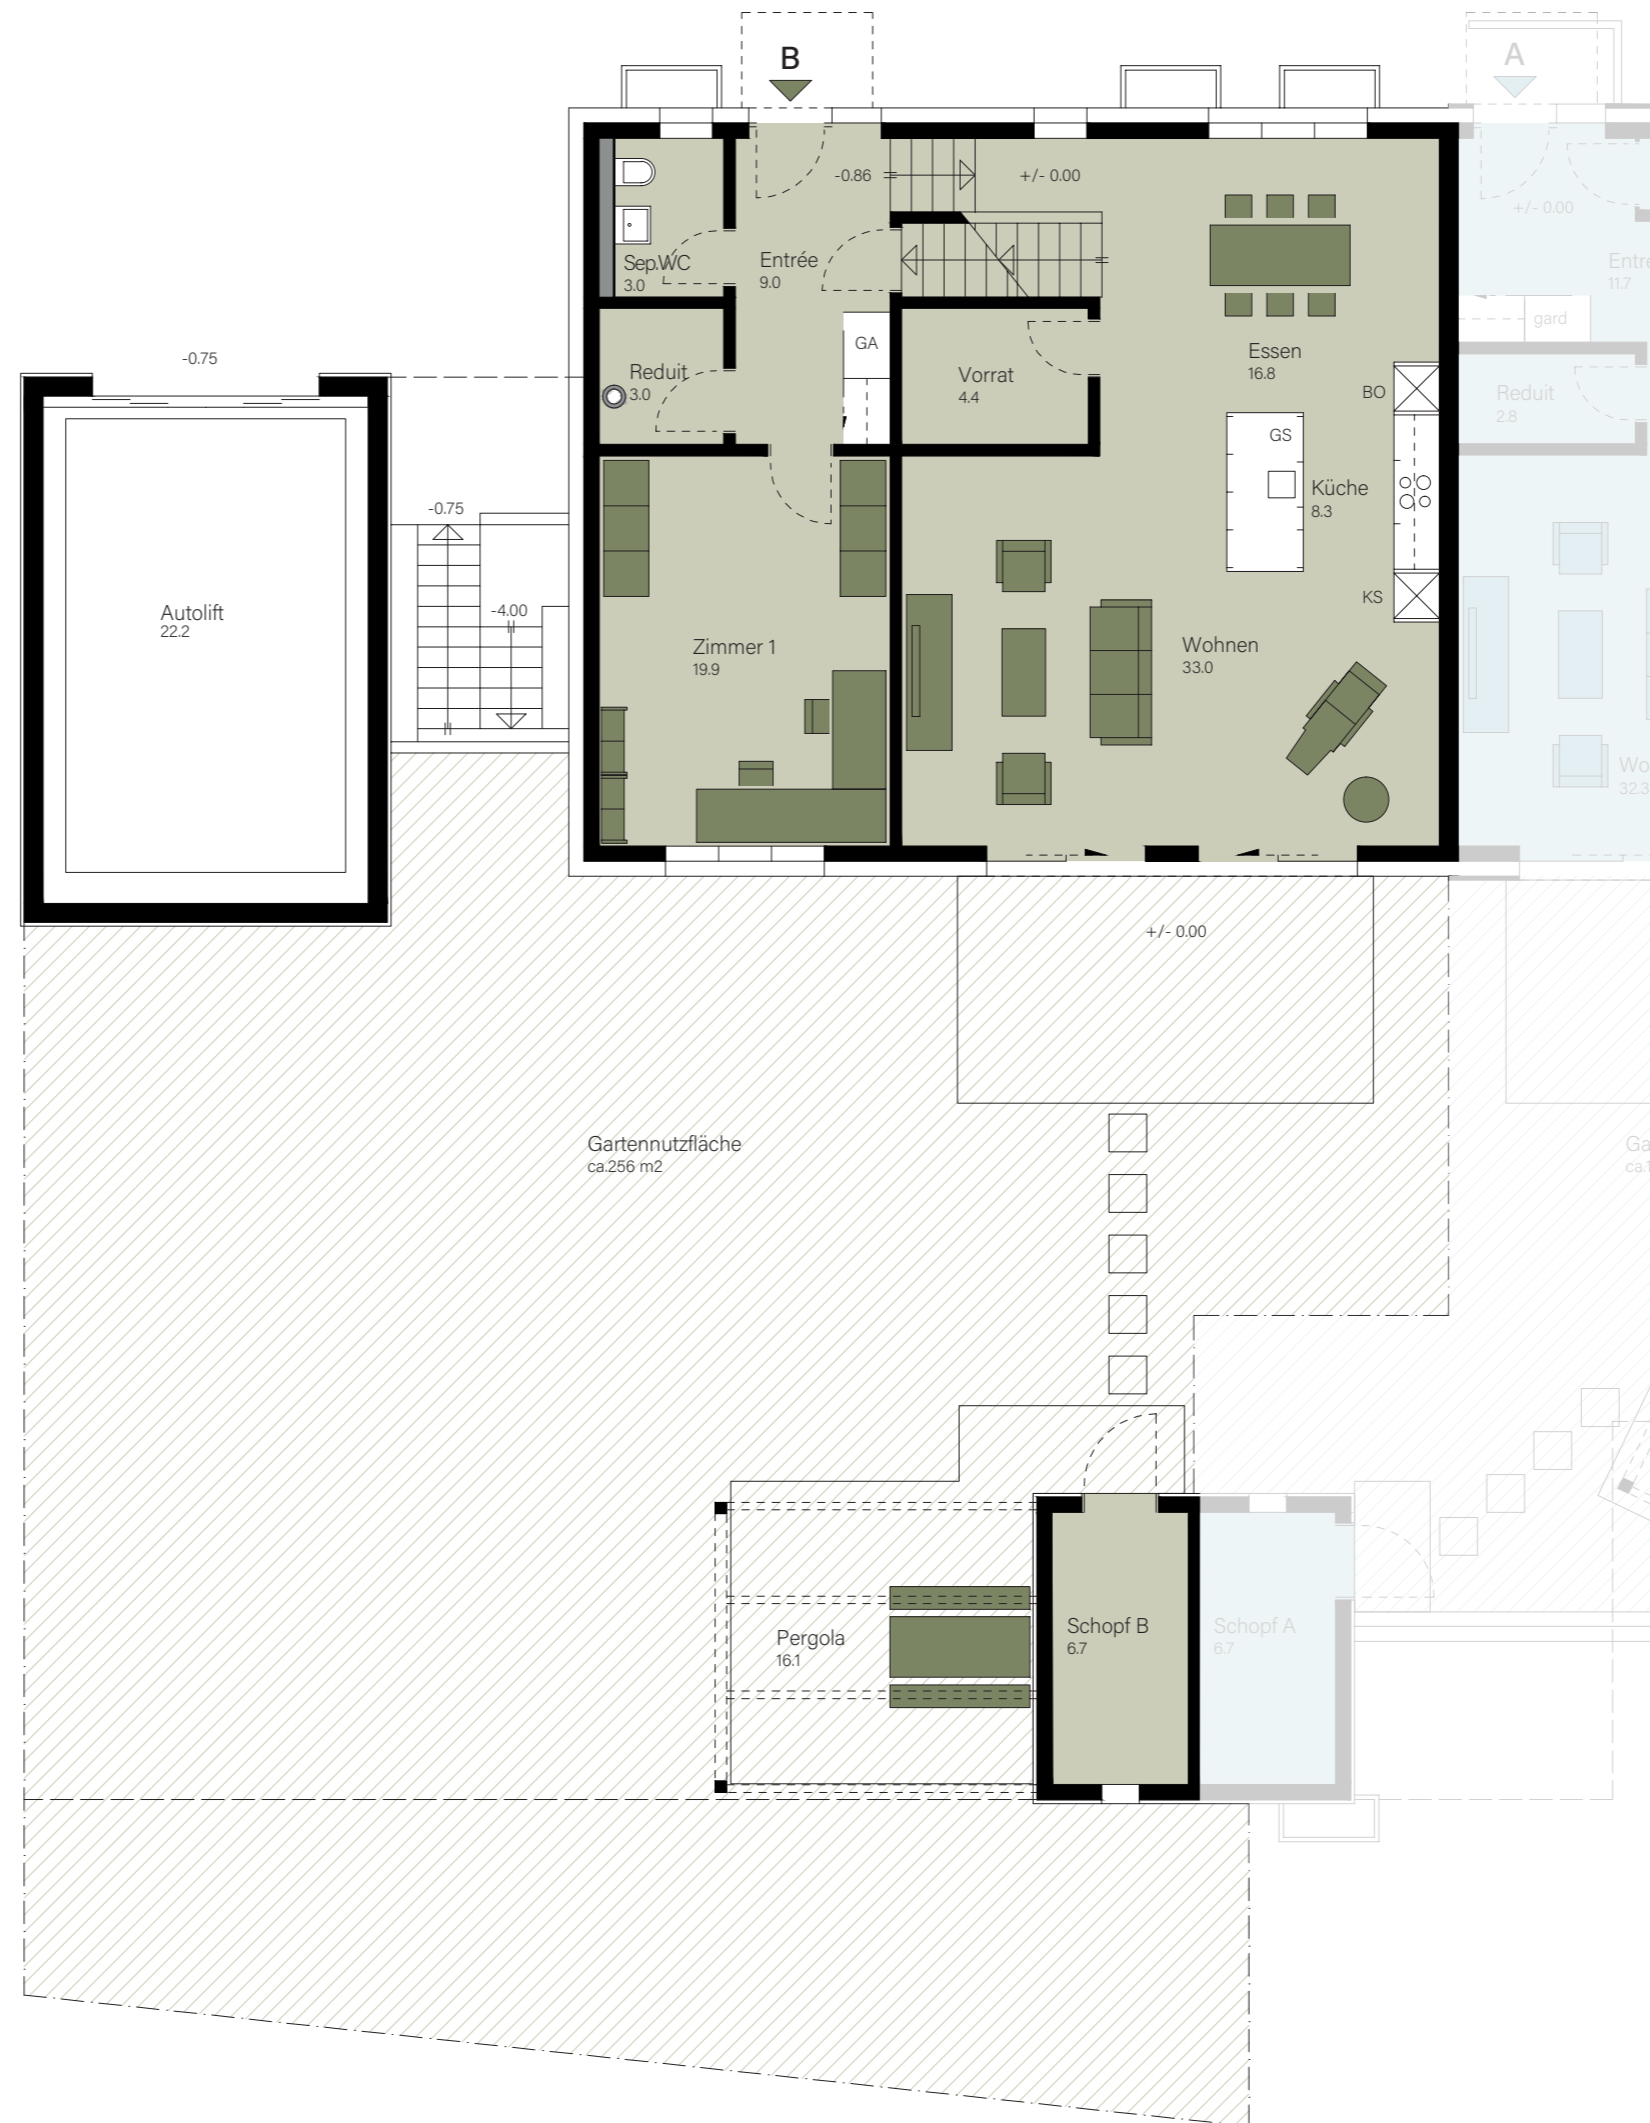 B
A
-0.86
+/- 0.00
+/- 0.00
Sep.WC
3.0
Entrée
9.0
Entré
11.7
gard
GA
-0.75
Reduit
3.0
Vorrat
4.4
Essen
16.8
BO
Reduit
2.8
GS
Küche
8.3
-0.75
KS
-4.00
Autolift
22.2
Zimmer 1
19.9
Wohnen
33.0
Wo
32.3
+/- 0.00
Gartennutzfläche
ca.256 m2
Ga
ca.1
Pergola
16.1
Schopf B
6.7
Schopf A
6.7